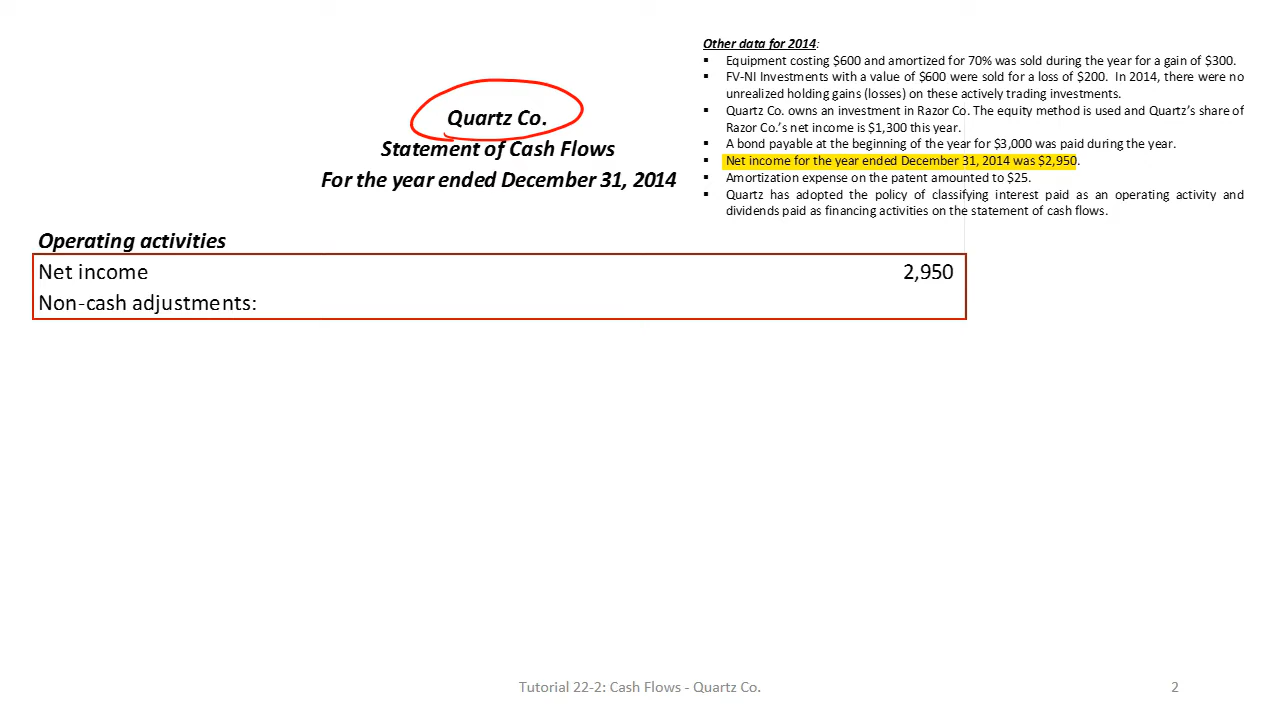 Other data for 2014:
▪ Equipment costing $600 and amortized for 70% was sold during the year for a gain of $300.
▪ FV-NI Investments with a value of $600 were sold for a loss of $200. In 2014, there were no
unrealized holding gains (losses) on these actively trading investments.
▪ Quartz Co. owns an investment in Razor Co. The equity method is used and Quartz's share of
Razor Co.'s net income is $1,300 this year.
▪ A bond payable at the beginning of the year for $3,000 was paid during the year.
▪ Net income for the year ended December 31, 2014 was $2,950.
▪ Amortization expense on the patent amounted to $25.
▪ Quartz has adopted the policy of classifying interest paid as an operating activity and
dividends paid as financing activities on the statement of cash flows.
Quartz Co.
Statement of Cash Flows
For the year ended December 31, 2014
Operating activities
Net income 2,950
Non-cash adjustments:
Tutorial 22-2: Cash Flows - Quartz Co. 2